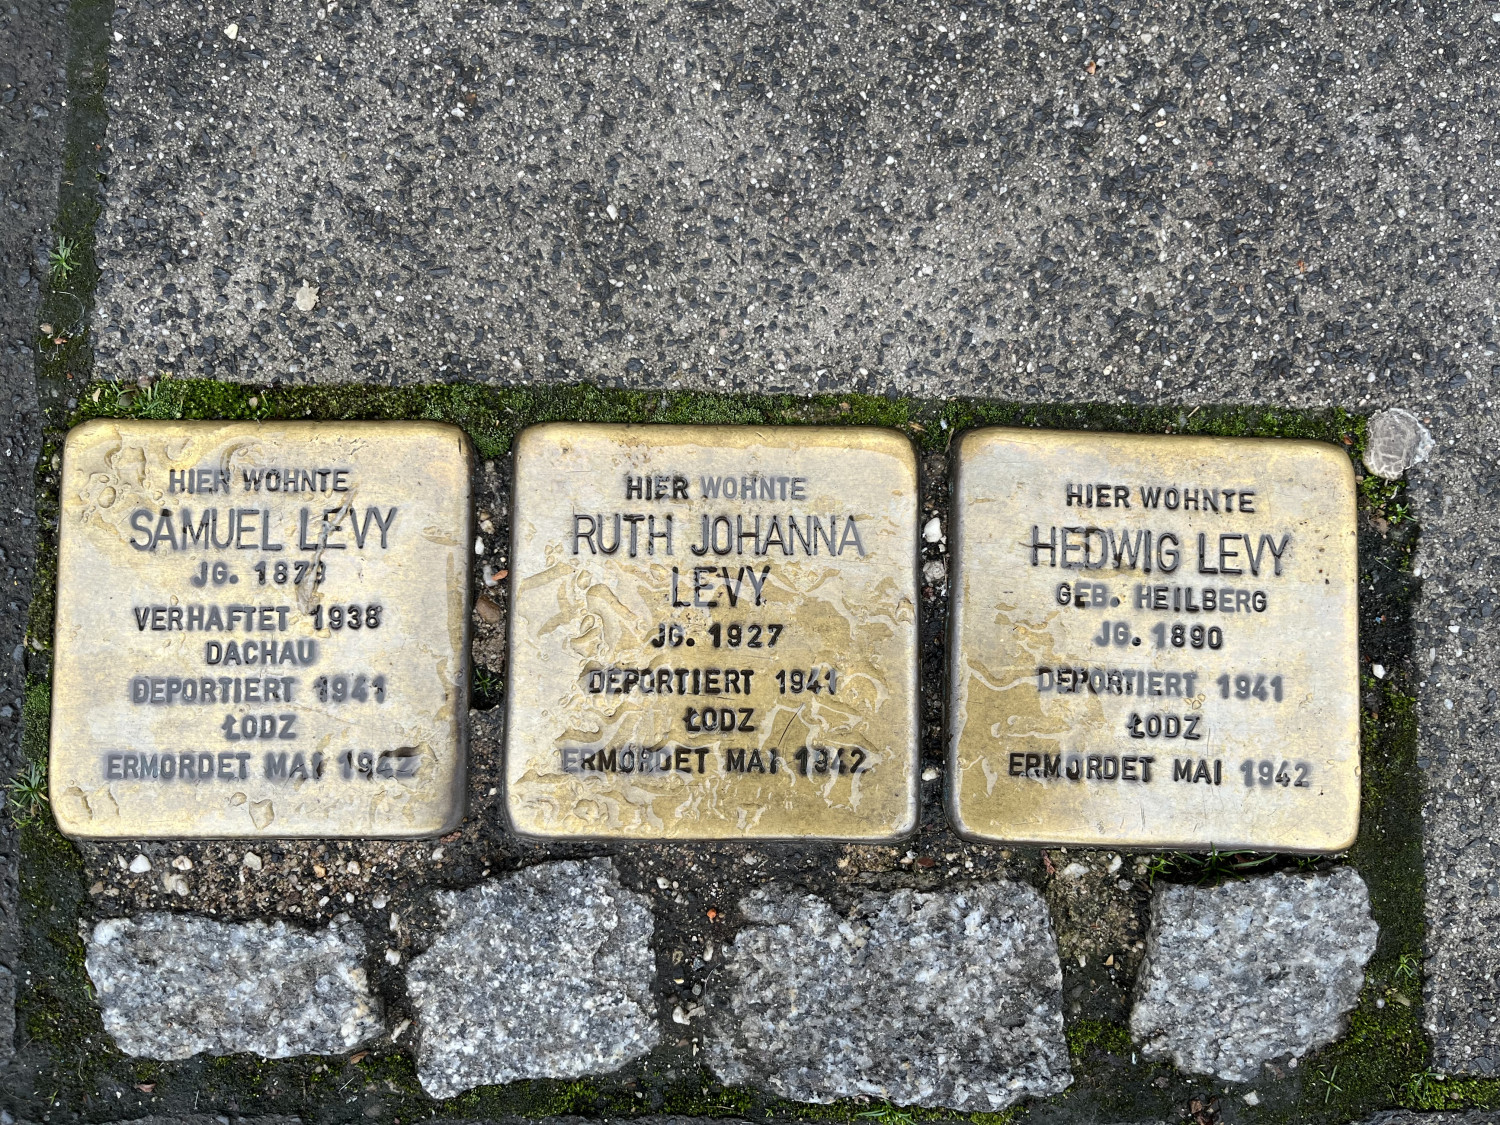 HIER WOHNTE
SAMUEL LEVY
JG. 1879
VERHAFTET 1938
DACHAU
DEPORTIERT 1941
ŁODZ
ERMORDET MAI 1942
HIER WOHNTE
RUTH JOHANNA
LEVY
JG. 1927
DEPORTIERT 1941
ŁODZ
ERMORDET MAI 1942
HIER WOHNTE
HEDWIG LEVY
GEB. HEILBERG
JG. 1890
DEPORTIERT 1941
ŁODZ
ERMORDET MAI 1942